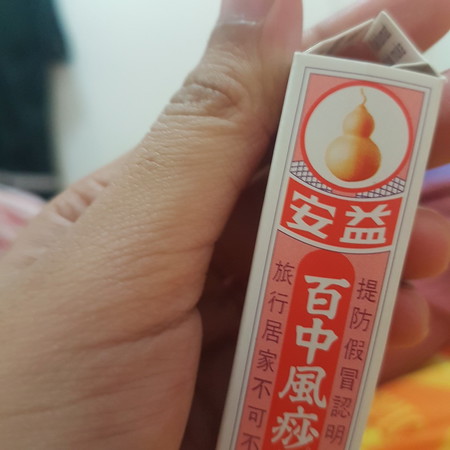 安益
提防假冒認明
百中風痧
旅行居家不可不